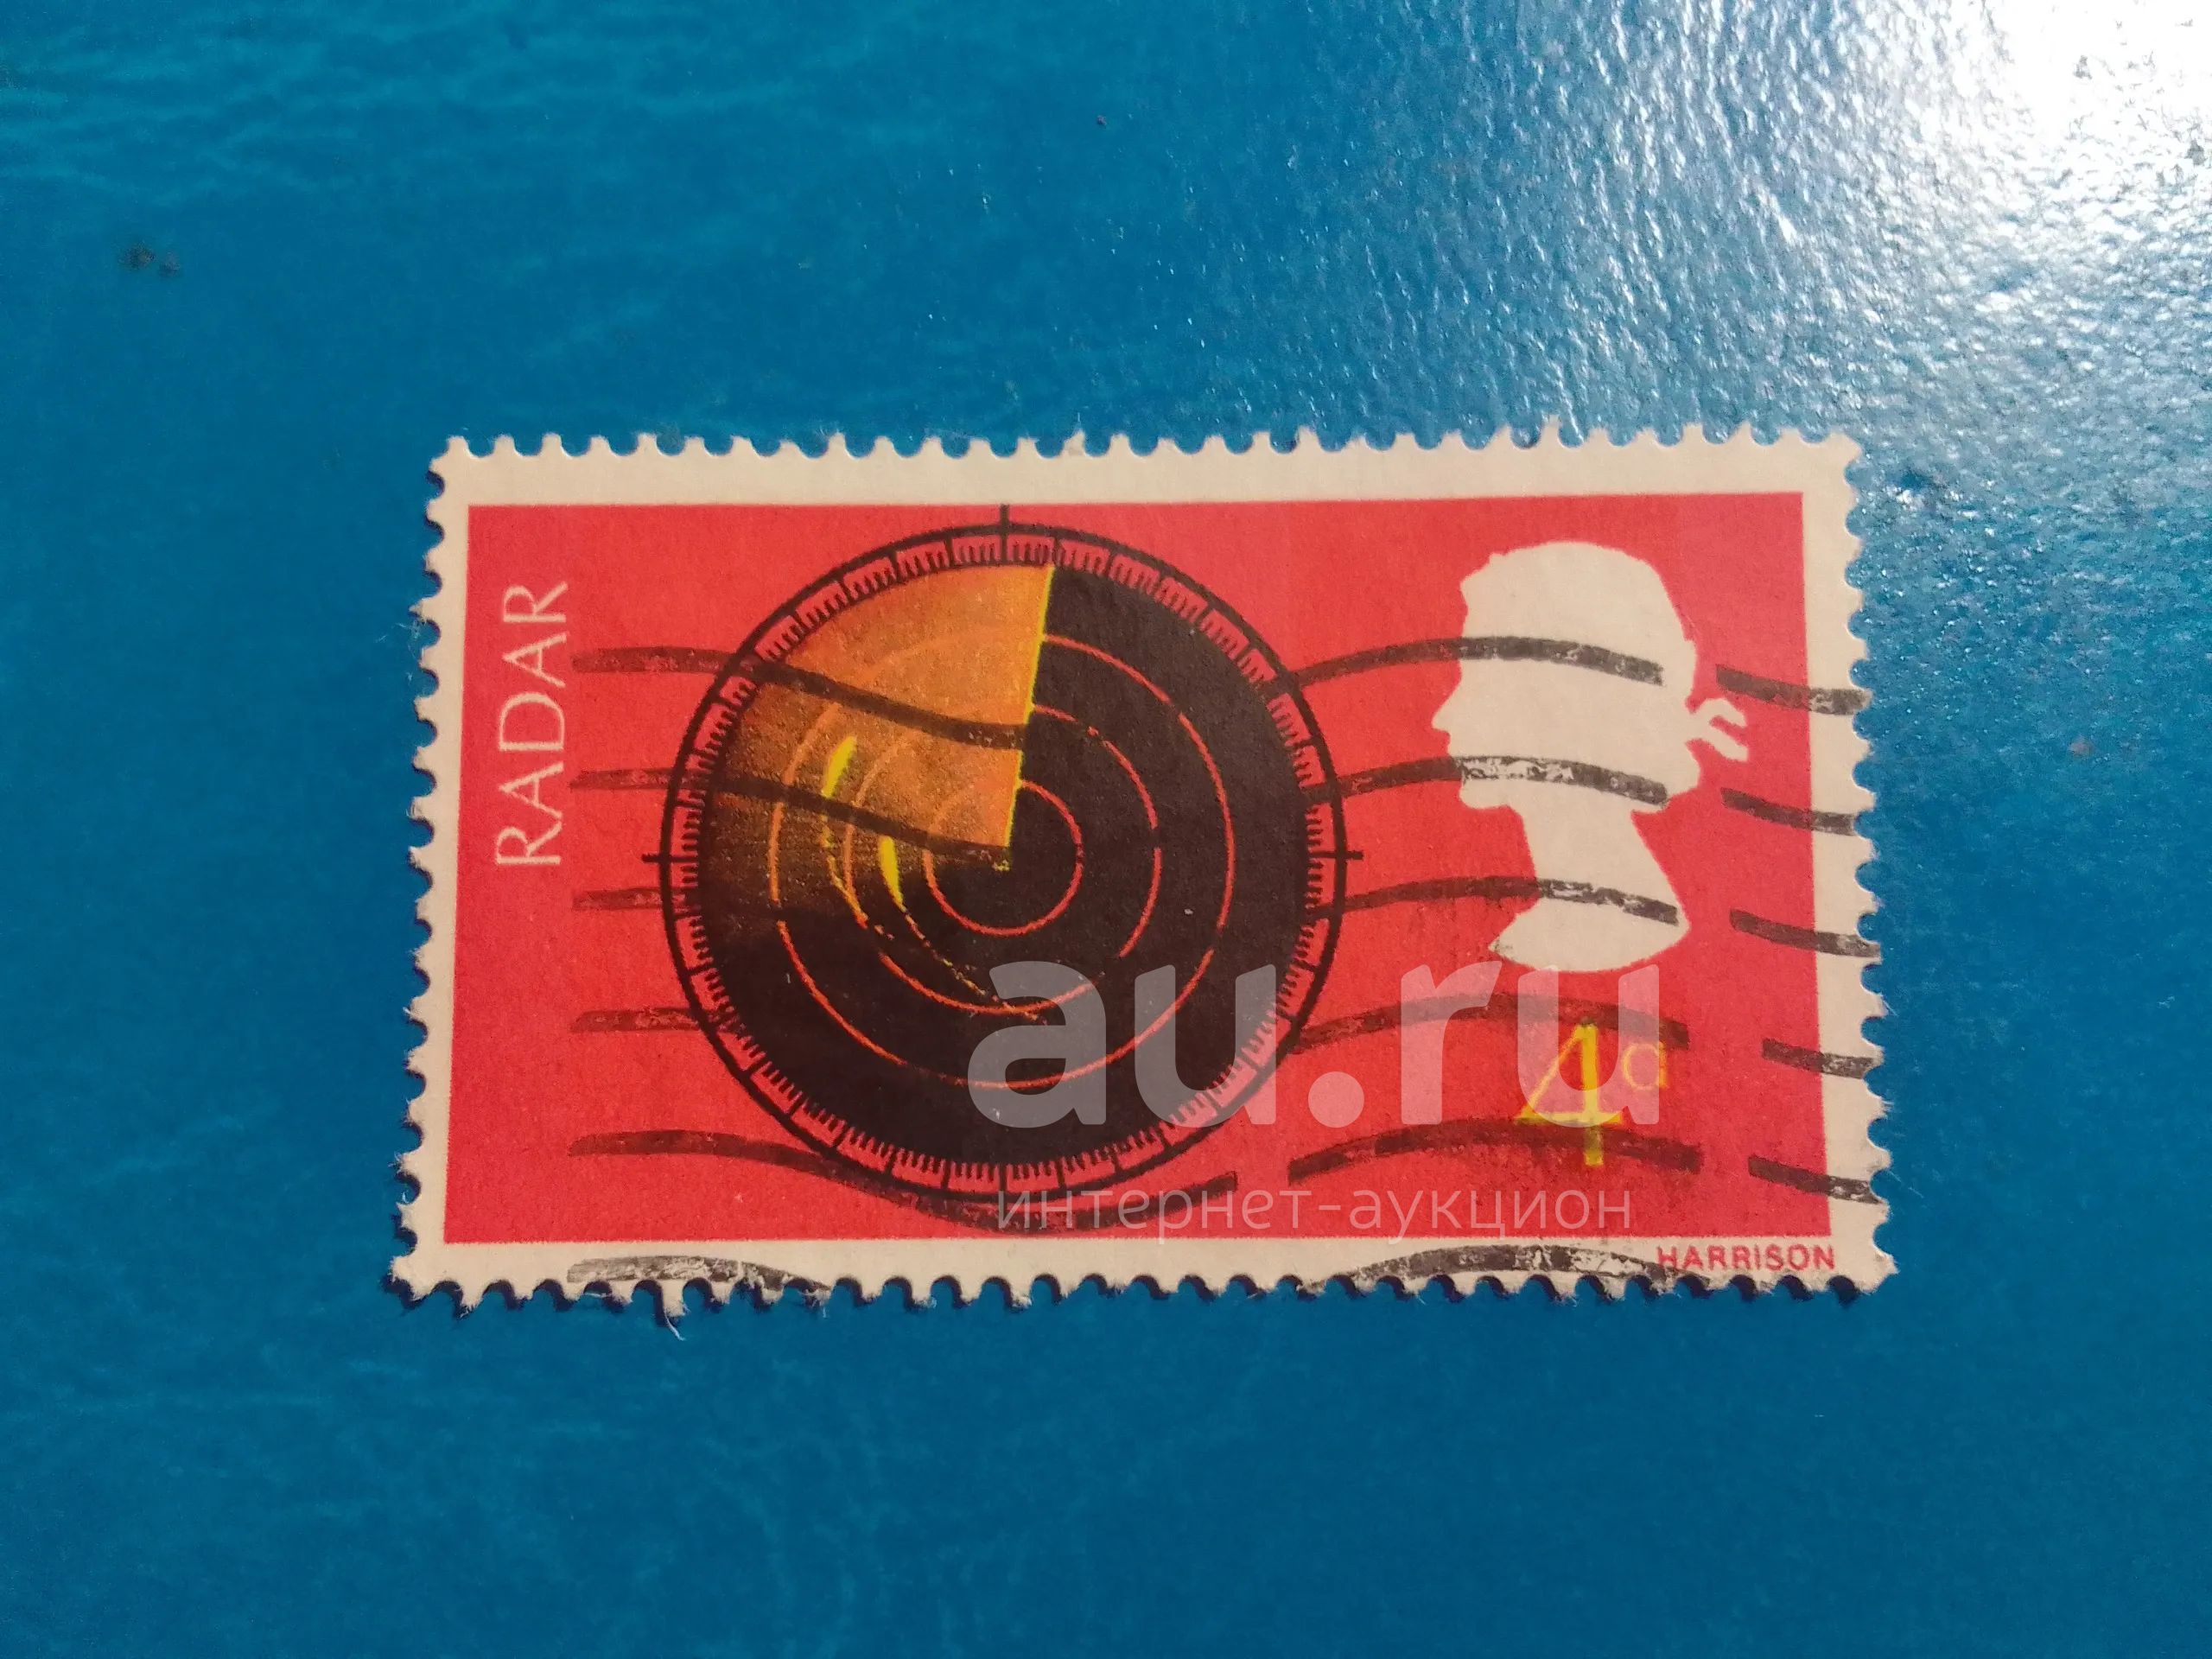 RADAR
4d
HARRISON
au.ru
интернет-аукцион